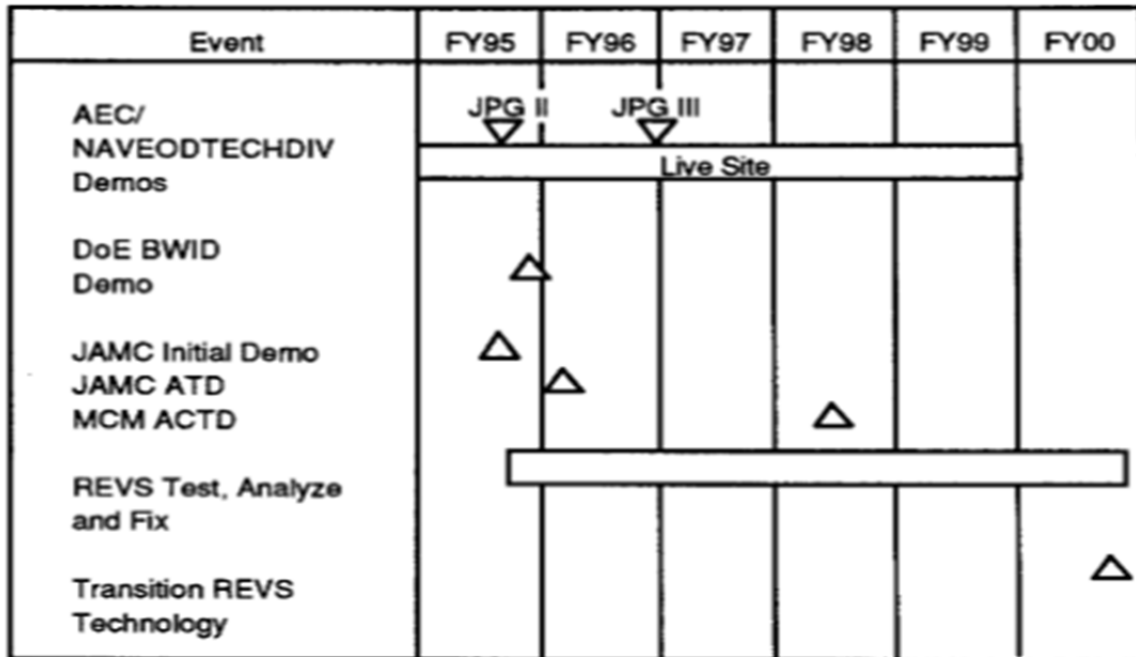 Event FY95 FY96 FY97 FY98 FY99 FY00
JPG II JPG III
AEC/
NAVEODTECHDIV
Live Site
Demos
DoE BWID
Demo
JAMC Initial Demo
JAMC ATD
MCM ACTD
REVS Test, Analyze
and Fix
Transition REVS
Technology